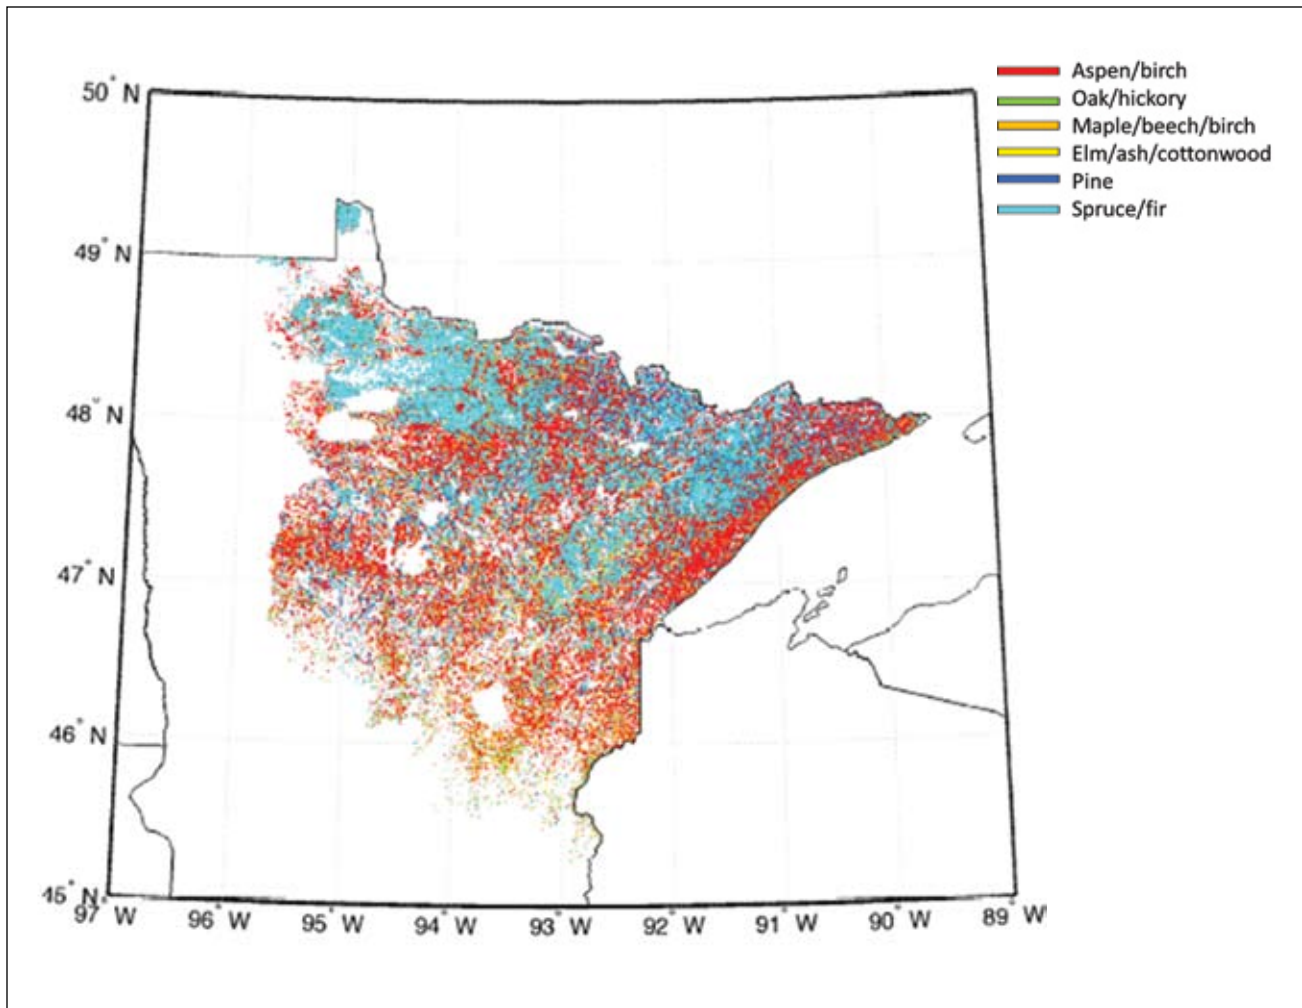 Aspen/birch
Oak/hickory
Maple/beech/birch
Elm/ash/cottonwood
Pine
Spruce/fir
50° N
49° N
48° N
47° N
46° N
45° N
97° W 96° W 95° W 94° W 93° W 92° W 91° W 90° W 89° W